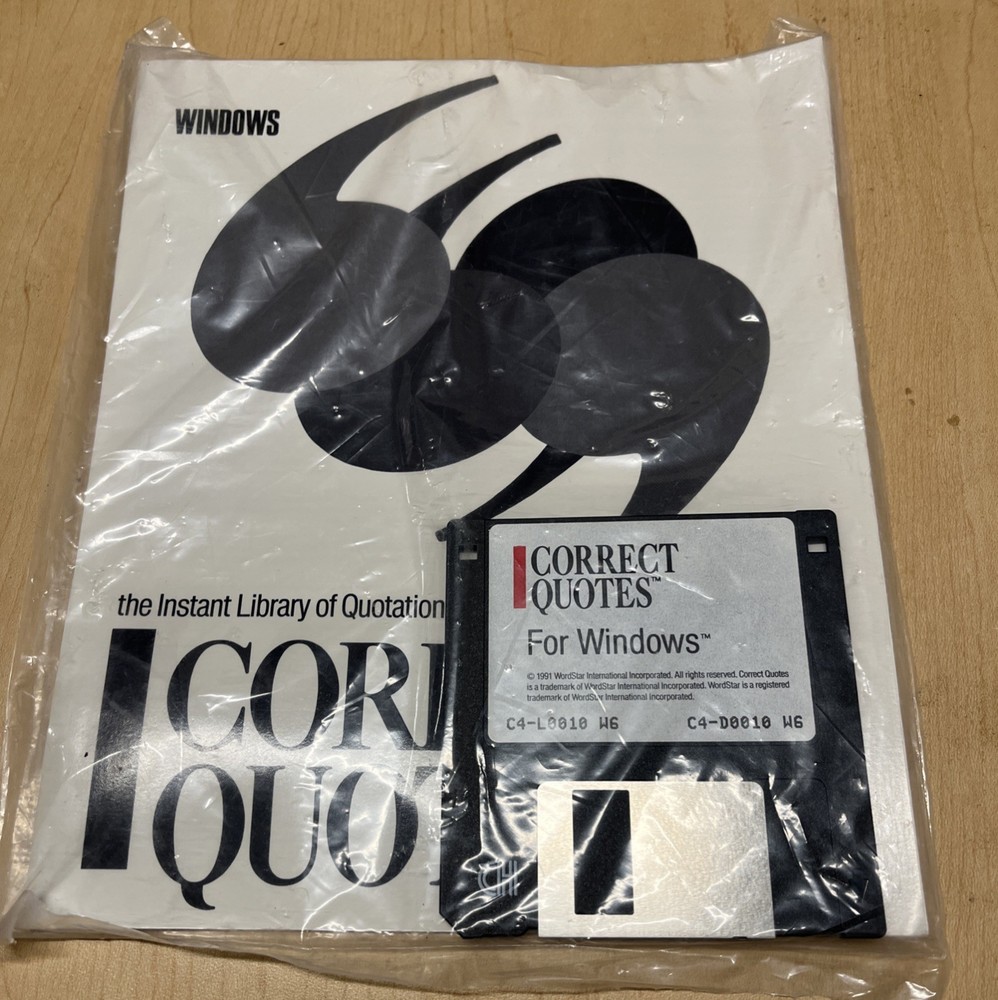 WINDOWS
the Instant Library of Quotation
COR
QUOT
CORRECT
QUOTES™
For Windows™
© 1991 WordStar International Incorporated. All rights reserved. Correct Quotes
is a trademark of WordStar International Incorporated. WordStar is a registered
trademark of WordStar International Incorporated.
C4-L0010 W6 C4-D0010 W6